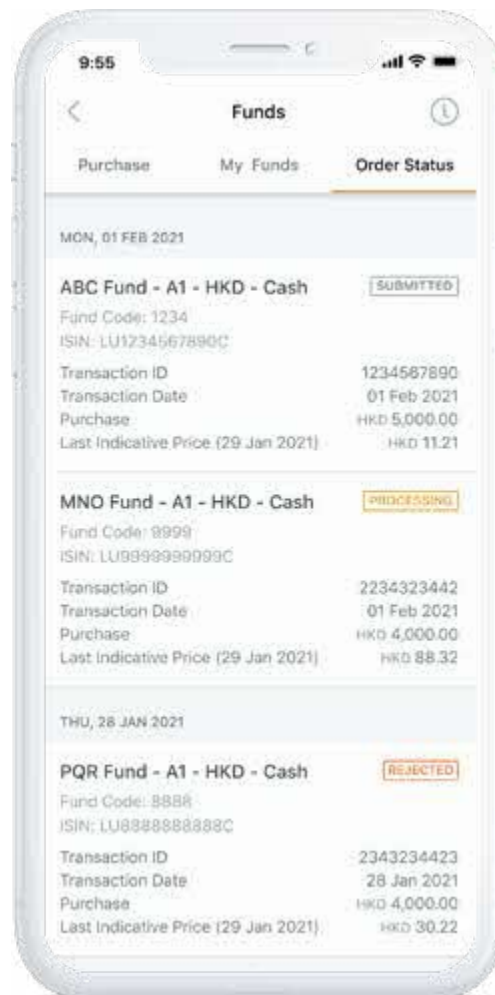 9:55
Funds
Purchase My Funds Order Status
MON, 01 FEB 2021
ABC Fund - A1 - HKD - Cash SUBMITTED
Fund Code: 1234
ISIN: LU1234567890C
Transaction ID 1234567890
Transaction Date 01 Feb 2021
Purchase HKD 5,000.00
Last Indicative Price (29 Jan 2021) HKD 11.21
MNO Fund - A1 - HKD - Cash PROCESSING
Fund Code: 9999
ISIN: LU9999999999C
Transaction ID 2234323442
Transaction Date 01 Feb 2021
Purchase HKD 4,000.00
Last Indicative Price (29 Jan 2021) HKD 88.32
THU, 28 JAN 2021
PQR Fund - A1 - HKD - Cash REJECTED
Fund Code: 8888
ISIN: LU8888888888C
Transaction ID 2343234423
Transaction Date 28 Jan 2021
Purchase HKD 4,000.00
Last Indicative Price (29 Jan 2021) HKD 30.22